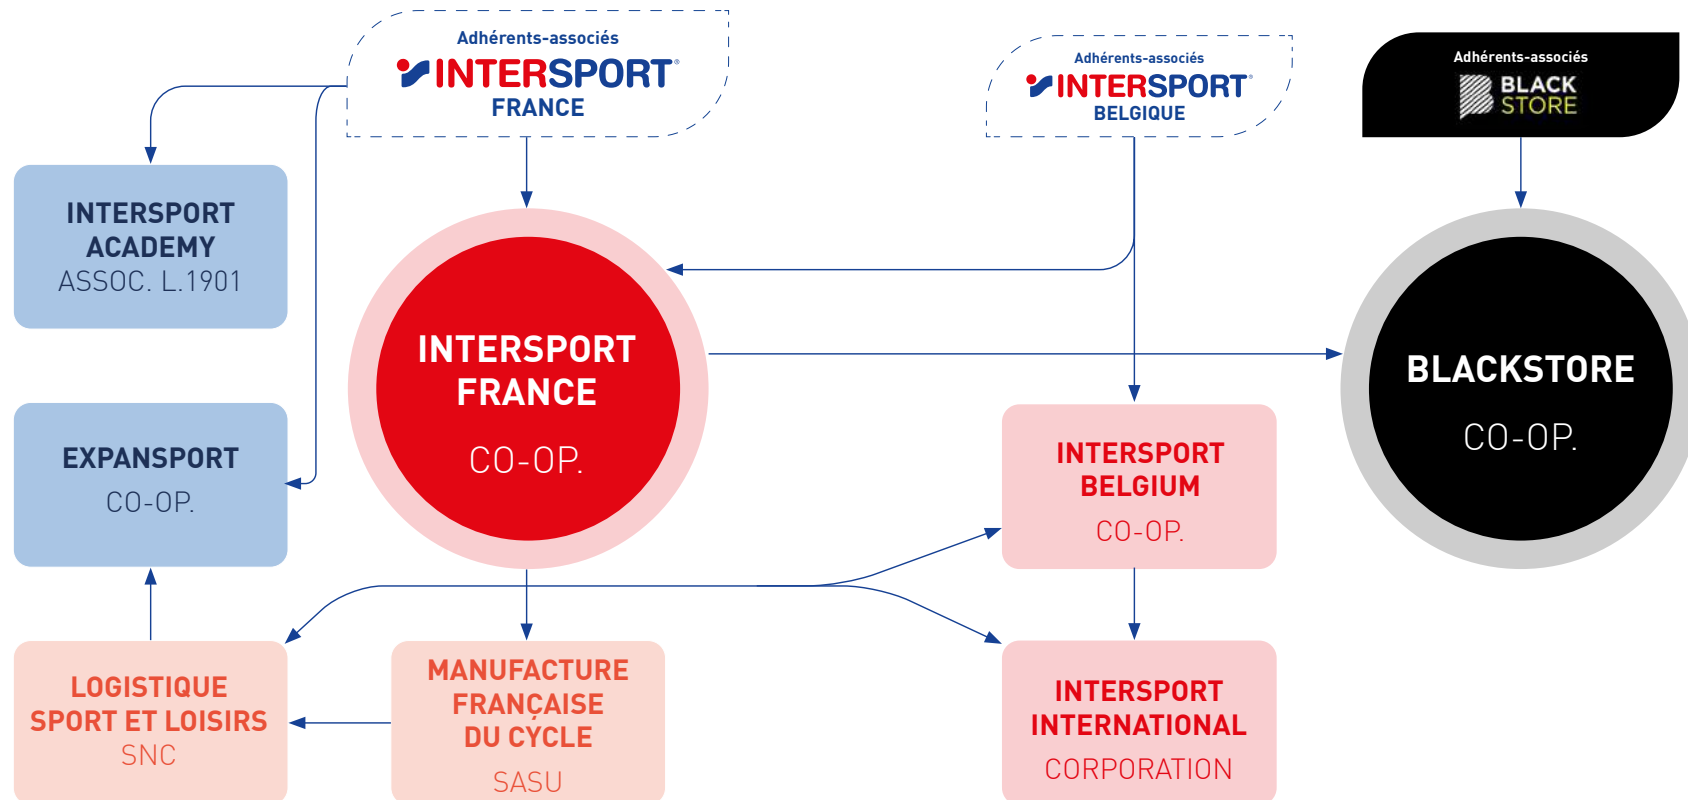 Adhérents-associés
INTERSPORT®
FRANCE
Adhérents-associés
INTERSPORT®
BELGIQUE
Adhérents-associés
BLACK
STORE
INTERSPORT
ACADEMY
ASSOC. L.1901
INTERSPORT
FRANCE
CO-OP.
BLACKSTORE
CO-OP.
EXPANSPORT
CO-OP.
INTERSPORT
BELGIUM
CO-OP.
LOGISTIQUE
SPORT ET LOISIRS
SNC
MANUFACTURE
FRANÇAISE
DU CYCLE
SASU
INTERSPORT
INTERNATIONAL
CORPORATION